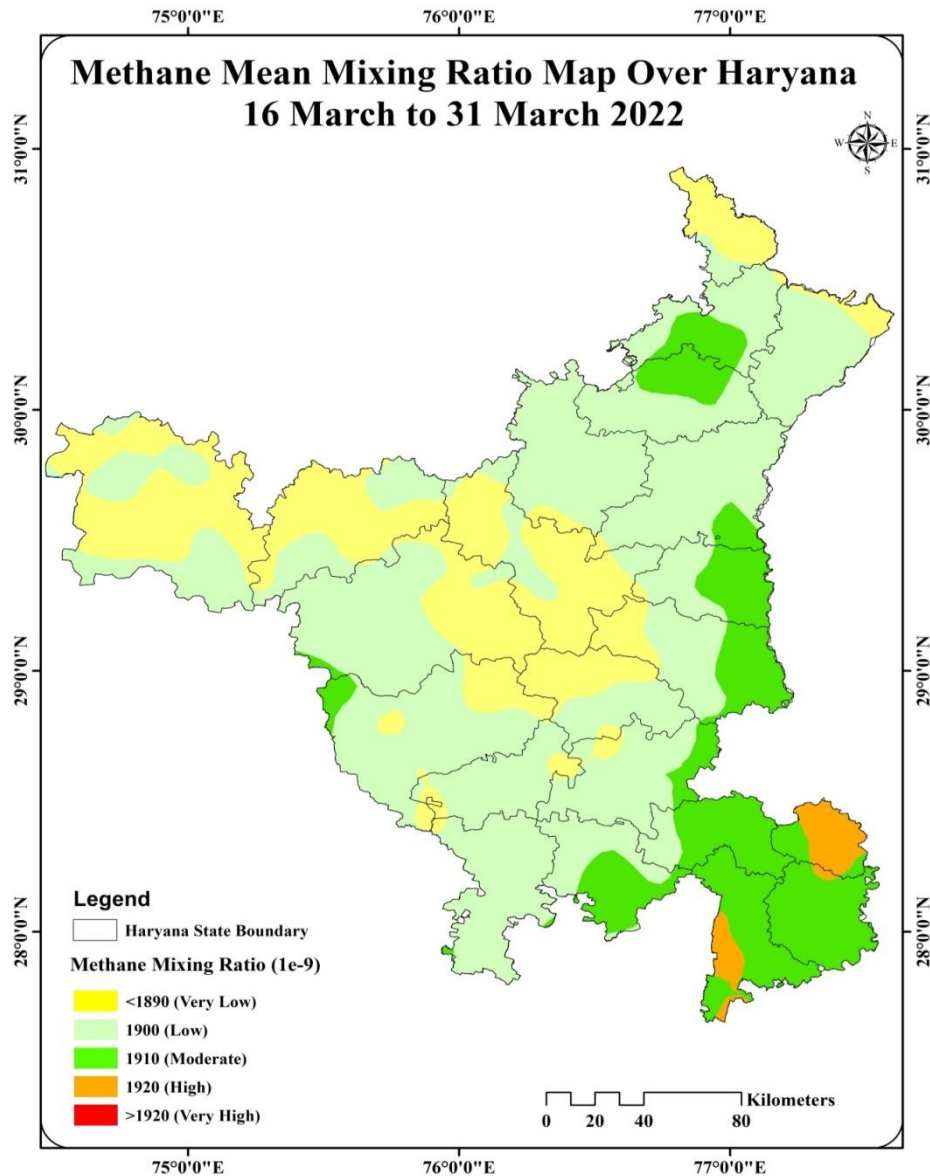 75°0'0"E 76°0'0"E 77°0'0"E
Methane Mean Mixing Ratio Map Over Haryana
16 March to 31 March 2022
N
W E
S
31°0'0"N 31°0'0"N
30°0'0"N 30°0'0"N
29°0'0"N 29°0'0"N
28°0'0"N 28°0'0"N
Legend
Haryana State Boundary
Methane Mixing Ratio (1e-9)
<1890 (Very Low)
1900 (Low)
1910 (Moderate)
1920 (High)
>1920 (Very High)
Kilometers
0 20 40 80
75°0'0"E 76°0'0"E 77°0'0"E